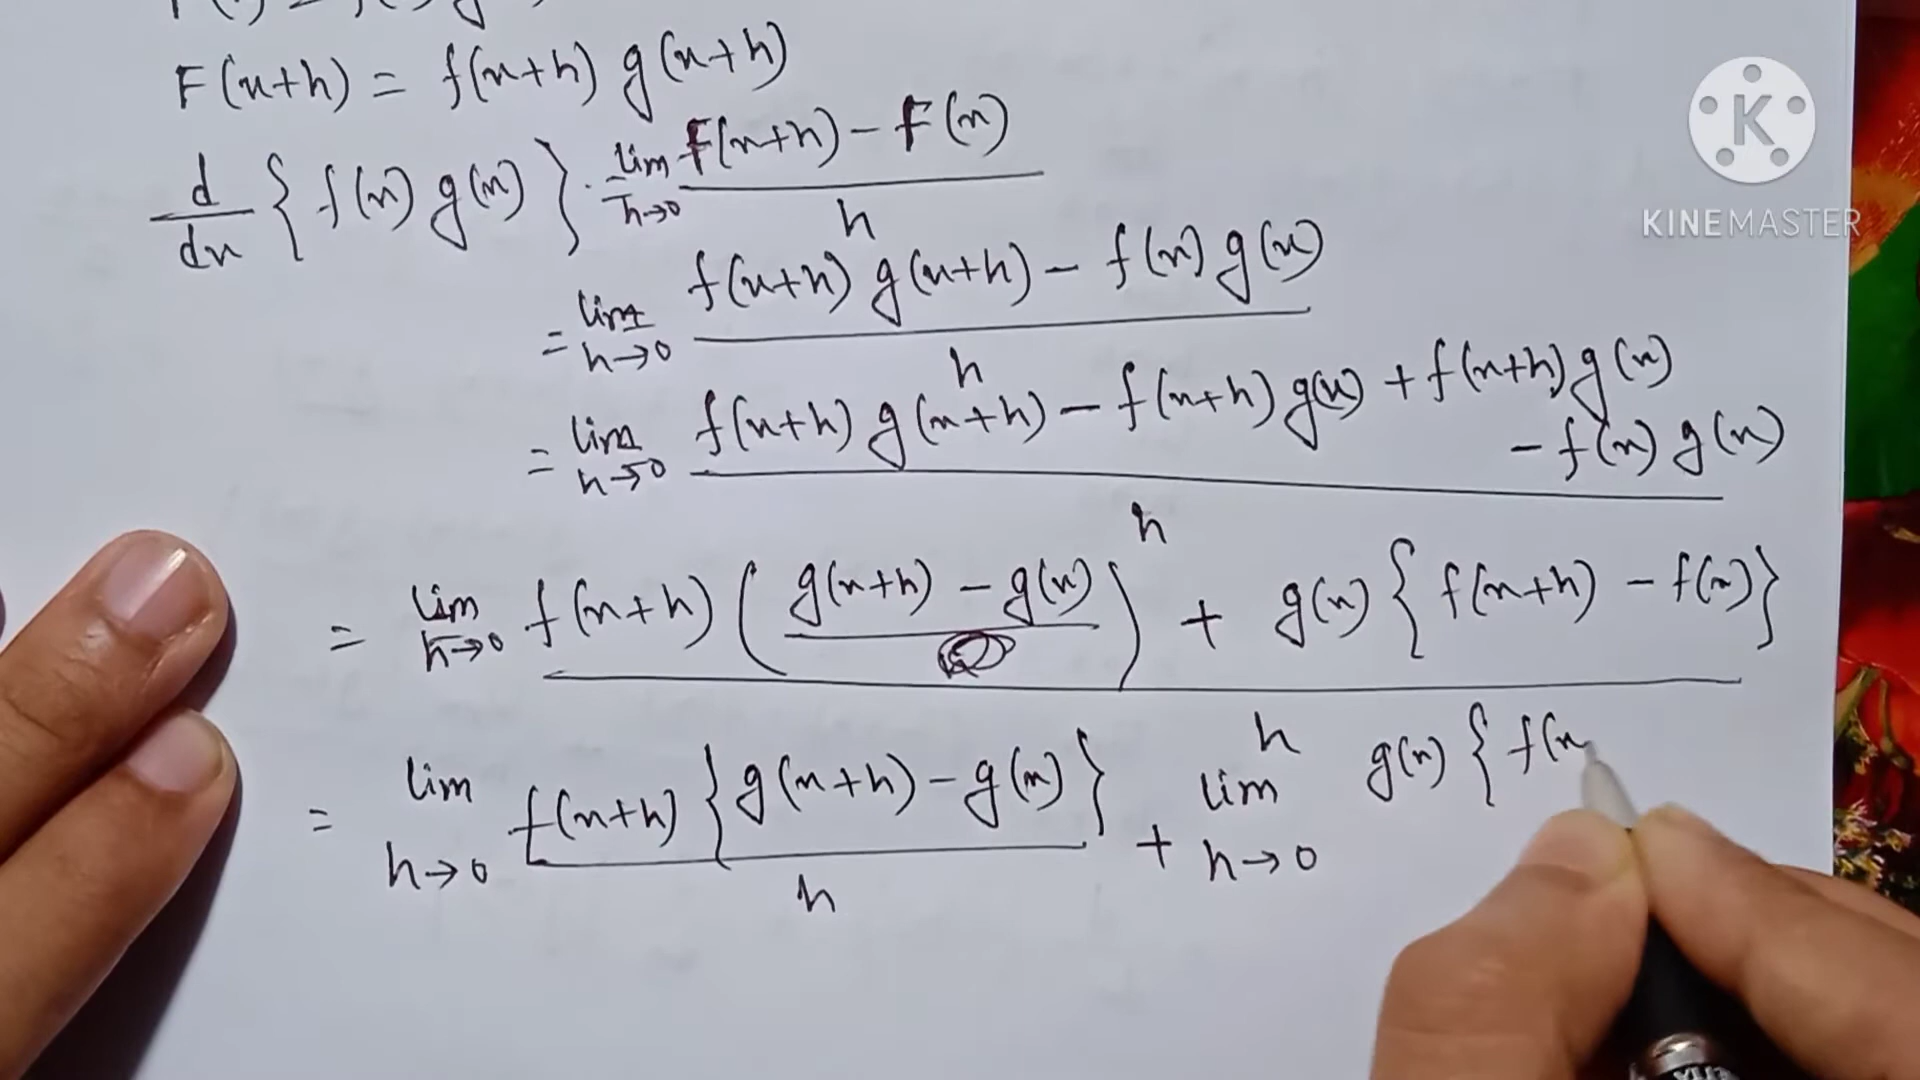 F(x+h) = f(x+h) g(x+h)
d/dx { f(x) g(x) } . lim h→0 F(x+h) - F(x) / h
= lim h→0 f(x+h) g(x+h) - f(x) g(x) / h
= lim h→0 f(x+h) g(x+h) - f(x+h) g(x) + f(x+h) g(x) - f(x) g(x) / h
= lim h→0 f(x+h) ( g(x+h) - g(x) ) + g(x) { f(x+h) - f(x) } / h
= lim h→0 f(x+h) { g(x+h) - g(x) } / h + lim h→0 g(x) { f(x
K
KINEMASTER